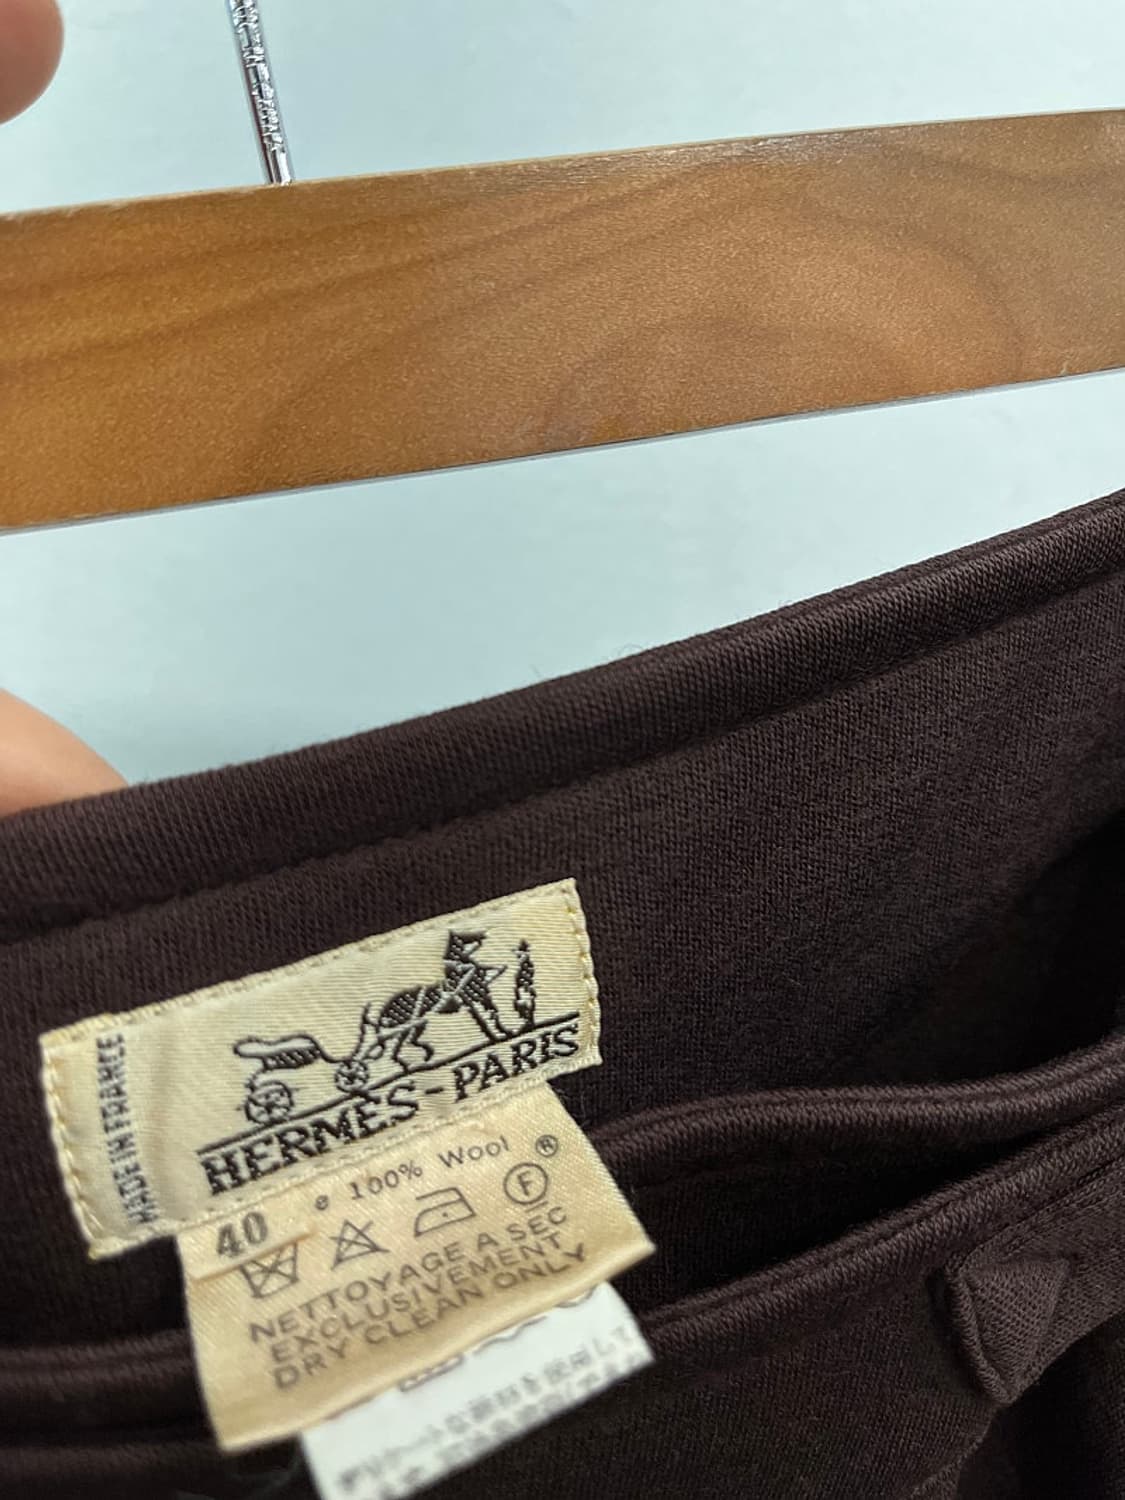 MADE IN FRANCE
HERMES-PARIS
100% Wool ®
40
F
NETTOYAGE A SEC
EXCLUSIVEMENT
DRY CLEAN ONLY